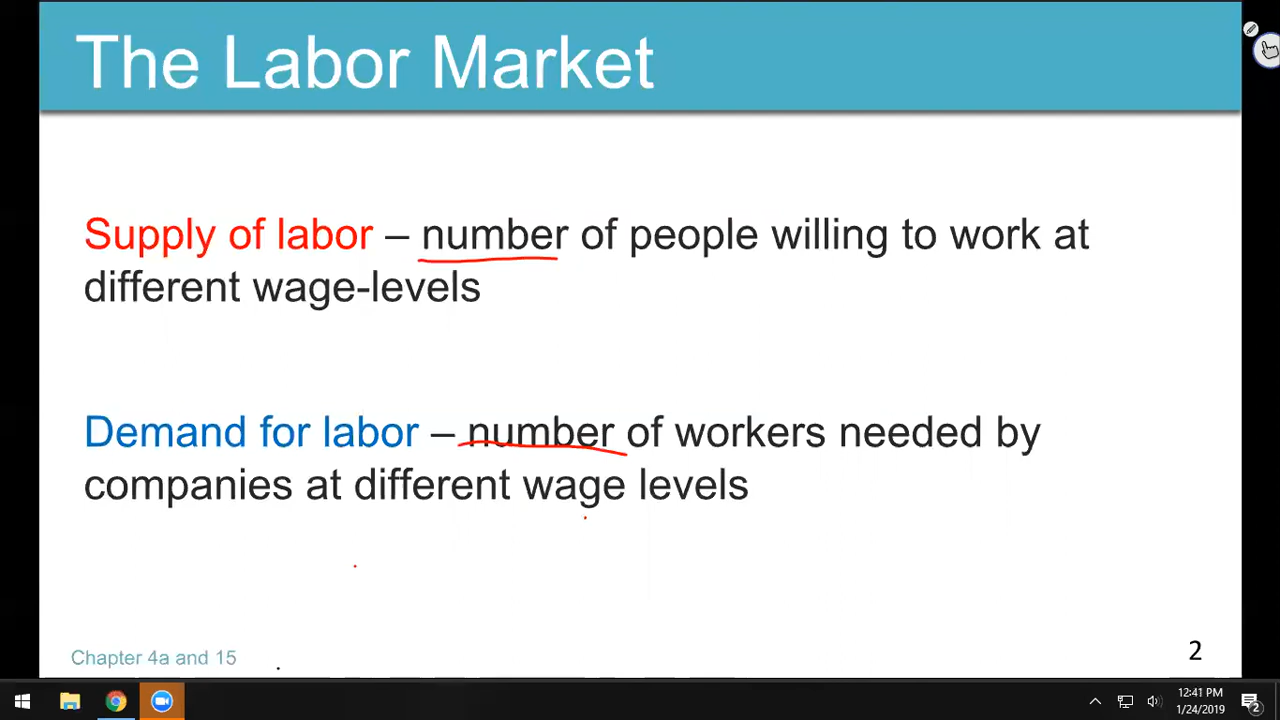 The Labor Market
Supply of labor – number of people willing to work at
different wage-levels
Demand for labor – number of workers needed by
companies at different wage levels
Chapter 4a and 15
2
12:41 PM
1/24/2019
2